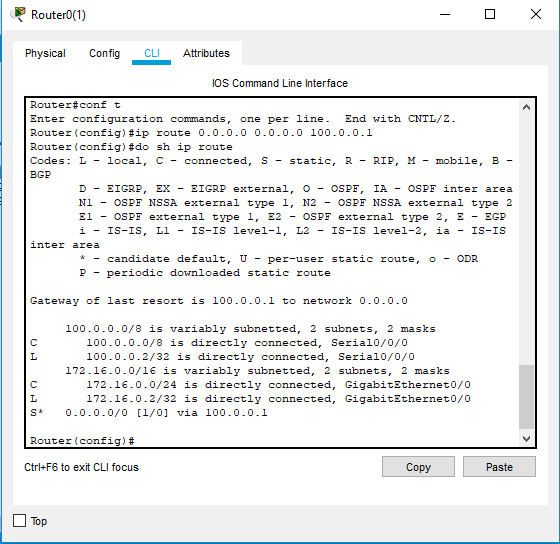 Router0(1)
Physical Config CLI Attributes
IOS Command Line Interface
Router#conf t
Enter configuration commands, one per line.  End with CNTL/Z.
Router(config)#ip route 0.0.0.0 0.0.0.0 100.0.0.1
Router(config)#do sh ip route
Codes: L - local, C - connected, S - static, R - RIP, M - mobile, B -
BGP
       D - EIGRP, EX - EIGRP external, O - OSPF, IA - OSPF inter area
       N1 - OSPF NSSA external type 1, N2 - OSPF NSSA external type 2
       E1 - OSPF external type 1, E2 - OSPF external type 2, E - EGP
       i - IS-IS, L1 - IS-IS level-1, L2 - IS-IS level-2, ia - IS-IS
inter area
       * - candidate default, U - per-user static route, o - ODR
       P - periodic downloaded static route
Gateway of last resort is 100.0.0.1 to network 0.0.0.0
     100.0.0.0/8 is variably subnetted, 2 subnets, 2 masks
C       100.0.0.0/8 is directly connected, Serial0/0/0
L       100.0.0.2/32 is directly connected, Serial0/0/0
     172.16.0.0/16 is variably subnetted, 2 subnets, 2 masks
C       172.16.0.0/24 is directly connected, GigabitEthernet0/0
L       172.16.0.2/32 is directly connected, GigabitEthernet0/0
S*   0.0.0.0/0 [1/0] via 100.0.0.1
Router(config)#
Ctrl+F6 to exit CLI focus
Copy Paste
Top